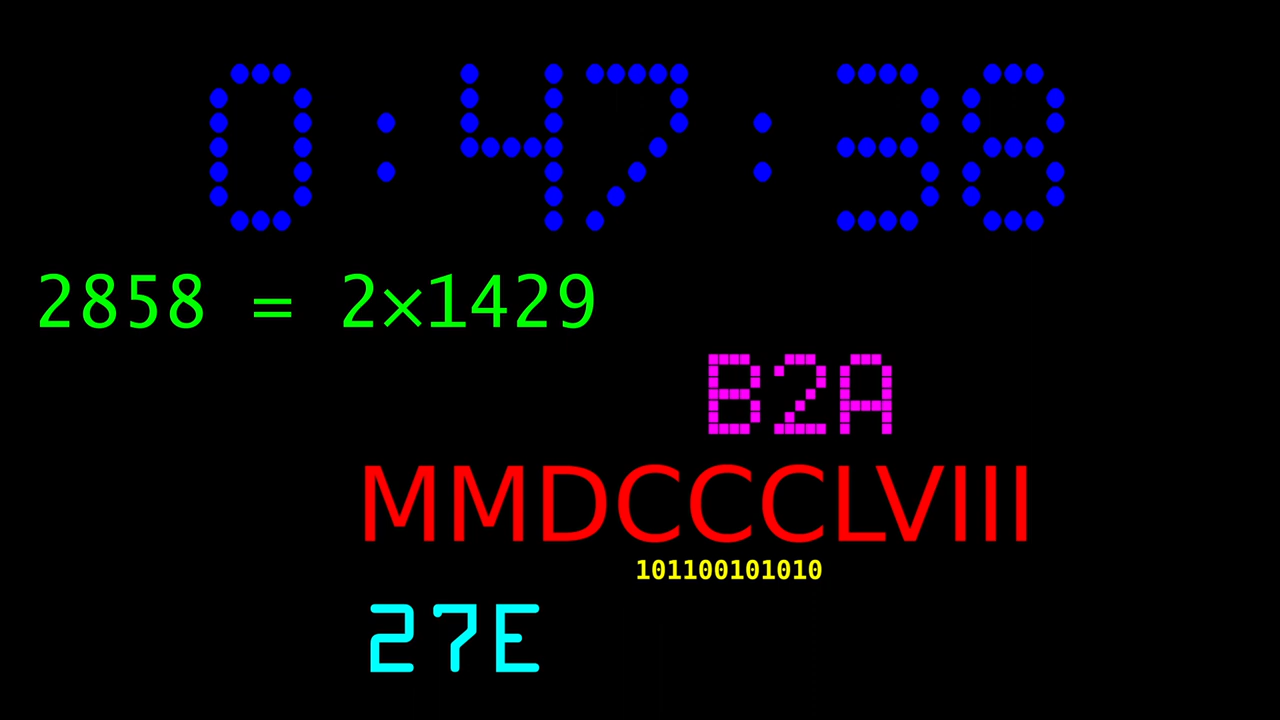 0:47:38
2858 = 2×1429
B2A
MMDCCCLVIII
101100101010
27E